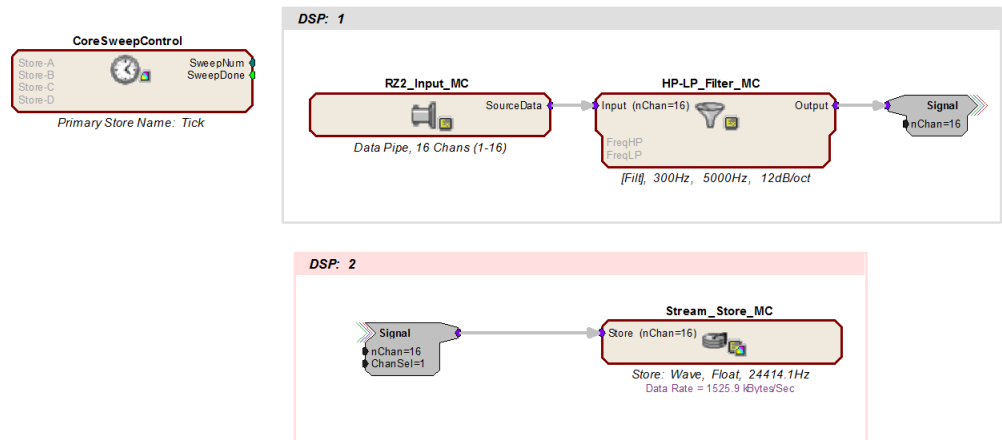 DSP: 1
CoreSweepControl
Store-A
Store-B
Store-C
Store-D
SweepNum
SweepDone
Primary Store Name: Tick
RZ2_Input_MC
SourceData
Data Pipe, 16 Chans (1-16)
HP-LP_Filter_MC
Input (nChan=16)
Output
FreqHP
FreqLP
[Filt], 300Hz, 5000Hz, 12dB/oct
Signal
nChan=16
DSP: 2
Signal
nChan=16
ChanSel=1
Stream_Store_MC
Store (nChan=16)
Store: Wave, Float, 24414.1Hz
Data Rate = 1525.9 kBytes/Sec